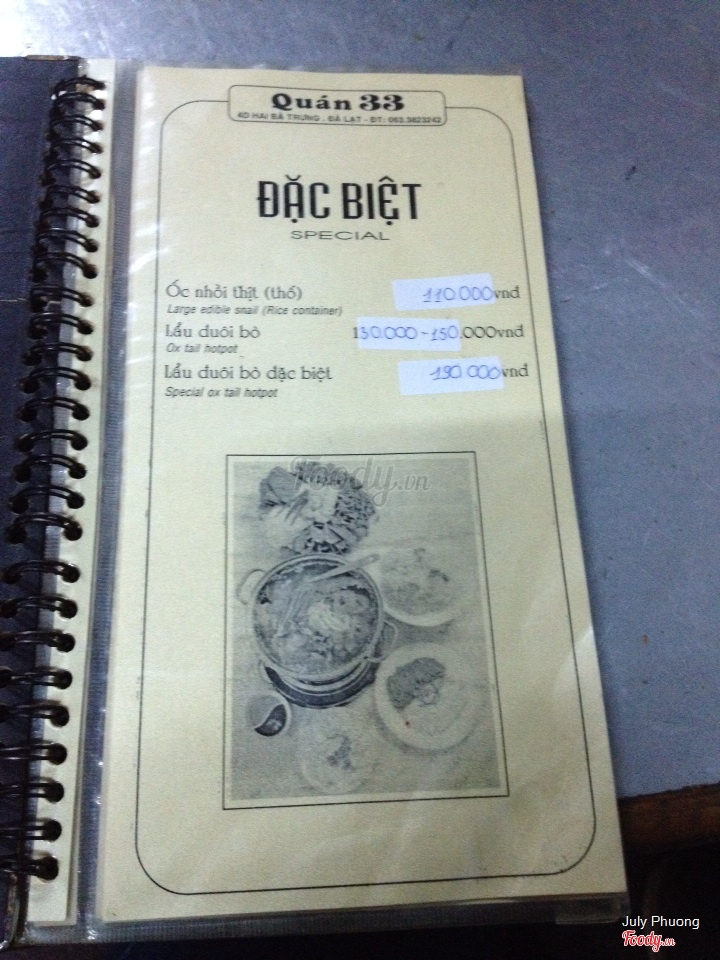 Quán 33
4D HAI BÀ TRƯNG . ĐÀ LẠT - ĐT: 063.3823242
ĐẶC BIỆT
SPECIAL
Ốc nhồi thịt (thố) 110.000vnđ
Large edible snail (Rice container)
Lẩu đuôi bò 130.000-150.000vnđ
Ox tail hotpot
Lẩu đuôi bò đặc biệt 190.000vnđ
Special ox tail hotpot
Foody.vn
July Phuong
Foody.vn